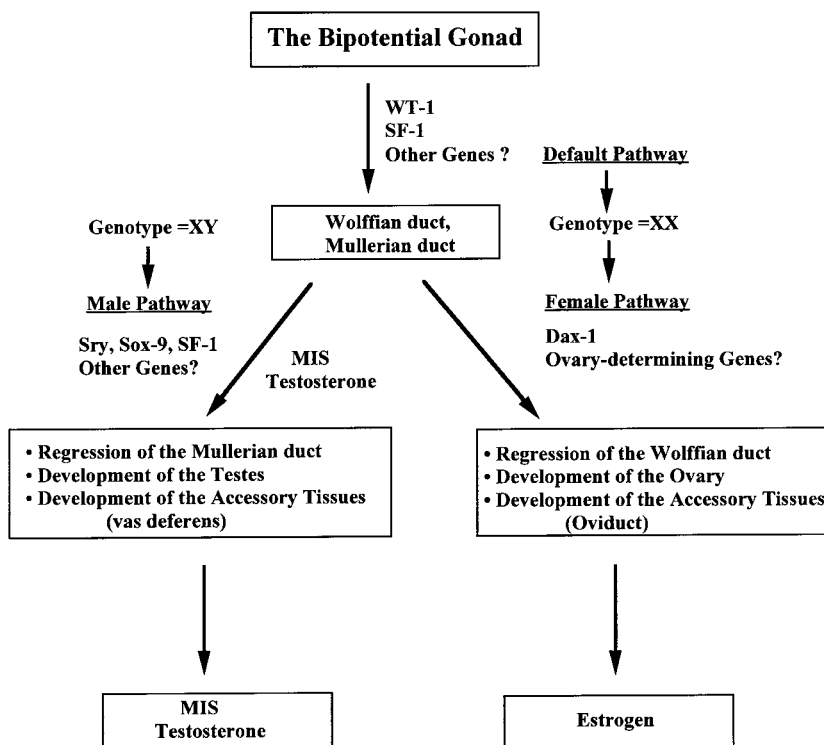 The Bipotential Gonad
WT-1
SF-1
Other Genes ?
Default Pathway
Genotype =XY
Wolffian duct,
Mullerian duct
Genotype =XX
Male Pathway
Sry, Sox-9, SF-1
Other Genes?
MIS
Testosterone
Female Pathway
Dax-1
Ovary-determining Genes?
• Regression of the Mullerian duct
• Development of the Testes
• Development of the Accessory Tissues
(vas deferens)
• Regression of the Wolffian duct
• Development of the Ovary
• Development of the Accessory Tissues
(Oviduct)
MIS
Testosterone
Estrogen